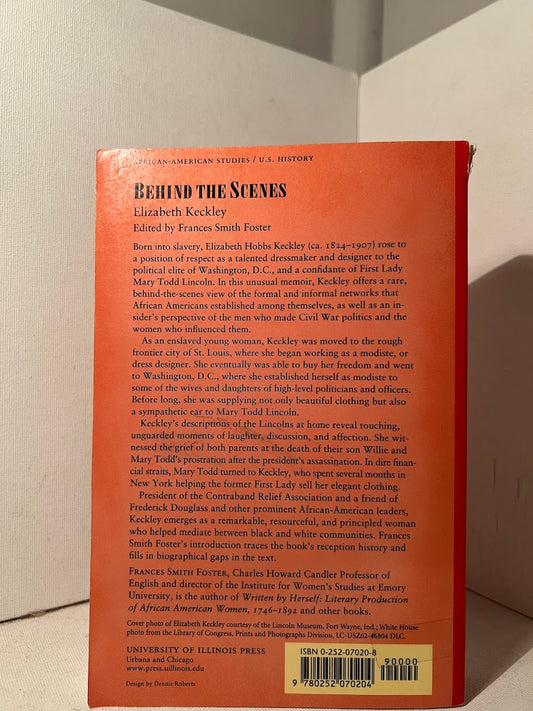 AFRICAN-AMERICAN STUDIES / U.S. HISTORY
BEHIND THE SCENES
Elizabeth Keckley
Edited by Frances Smith Foster
Born into slavery, Elizabeth Hobbs Keckley (ca. 1824–1907) rose to
a position of respect as a talented dressmaker and designer to the
political elite of Washington, D.C., and a confidante of First Lady
Mary Todd Lincoln. In this unusual memoir, Keckley offers a rare,
behind-the-scenes view of the formal and informal networks that
African Americans established among themselves, as well as an in-
sider's perspective of the men who made Civil War politics and the
women who influenced them.
As an enslaved young woman, Keckley was moved to the rough
frontier city of St. Louis, where she began working as a modiste, or
dress designer. She eventually was able to buy her freedom and went
to Washington, D.C., where she established herself as modiste to
some of the wives and daughters of high-level politicians and officers.
Before long, she was supplying not only beautiful clothing but also
a sympathetic ear to Mary Todd Lincoln.
Keckley's descriptions of the Lincolns at home reveal touching,
unguarded moments of laughter, discussion, and affection. She wit-
nessed the grief of both parents at the death of their son Willie and
Mary Todd's prostration after the president's assassination. In dire finan-
cial straits, Mary Todd turned to Keckley, who spent several months in
New York helping the former First Lady sell her elegant clothing.
President of the Contraband Relief Association and a friend of
Frederick Douglass and other prominent African-American leaders,
Keckley emerges as a remarkable, resourceful, and principled woman
who helped mediate between black and white communities. Frances
Smith Foster's introduction traces the book's reception history and
fills in biographical gaps in the text.
FRANCES SMITH FOSTER, Charles Howard Candler Professor of
English and director of the Institute for Women's Studies at Emory
University, is the author of Written by Herself: Literary Production
of African American Women, 1746–1892 and other books.
Cover photo of Elizabeth Keckley courtesy of the Lincoln Museum, Fort Wayne, Ind.; White House
photo from the Library of Congress, Prints and Photographs Division, LC-USZ62-46804 DLC.
UNIVERSITY OF ILLINOIS PRESS
Urbana and Chicago
www.press.uillinois.edu
Design by Dennis Roberts
ISBN 0-252-07020-8
90000
9 780252 070204